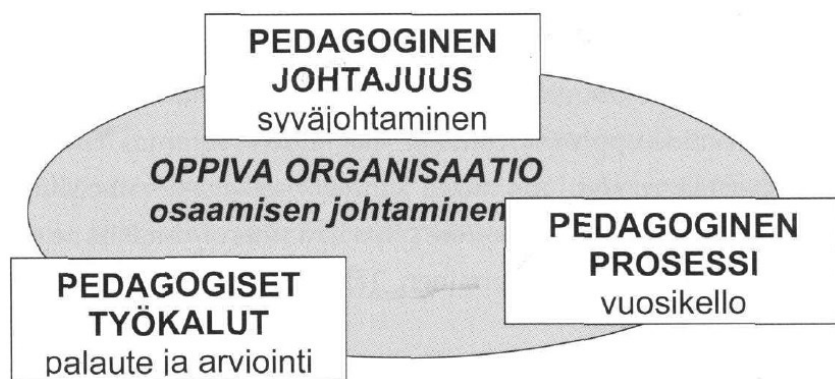 PEDAGOGINEN
JOHTAJUUS
syväjohtaminen
OPPIVA ORGANISAATIO
osaamisen johtaminen
PEDAGOGINEN
PROSESSI
vuosikello
PEDAGOGISET
TYÖKALUT
palaute ja arviointi